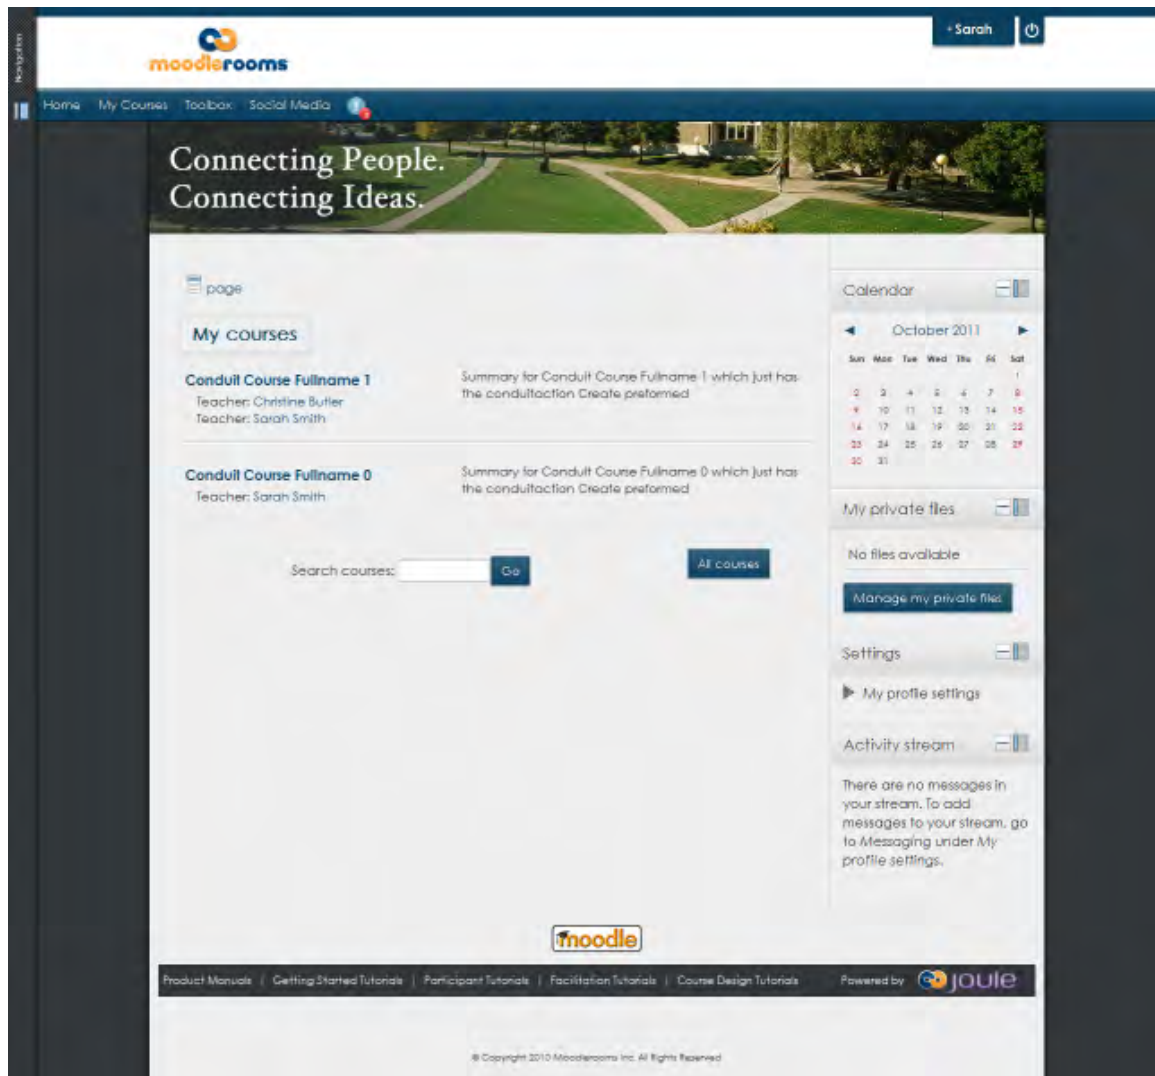 Navigation
moodlerooms
Sarah
Home My Courses Toolbox Social Media
Connecting People.
Connecting Ideas.
page
My courses
Conduit Course Fullname 1
Teacher: Christine Butler
Teacher: Sarah Smith
Summary for Conduit Course Fullname 1 which just has
the conduitaction Create preformed
Conduit Course Fullname 0
Teacher: Sarah Smith
Summary for Conduit Course Fullname 0 which just has
the conduitaction Create preformed
Search courses: Go
All courses
Calendar
◄ October 2011 ►
Sun Mon Tue Wed Thu Fri Sat
1
2 3 4 5 6 7 8
9 10 11 12 13 14 15
16 17 18 19 20 21 22
23 24 25 26 27 28 29
30 31
My private files
No files available
Manage my private files
Settings
My profile settings
Activity stream
There are no messages in
your stream. To add
messages to your stream, go
to Messaging under My
profile settings.
moodle
Product Manuals | Getting Started Tutorials | Participant Tutorials | Facilitation Tutorials | Course Design Tutorials Powered by joule
© Copyright 2010 Moodlerooms Inc. All Rights Reserved